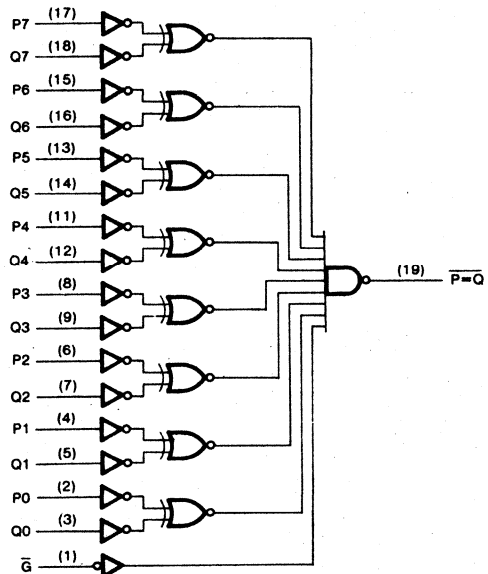 P7 (17)
Q7 (18)
P6 (15)
Q6 (16)
P5 (13)
Q5 (14)
P4 (11)
Q4 (12)
P3 (8)
Q3 (9)
P2 (6)
Q2 (7)
P1 (4)
Q1 (5)
P0 (2)
Q0 (3)
G̅ (1)
(19) P̅=̅Q̅